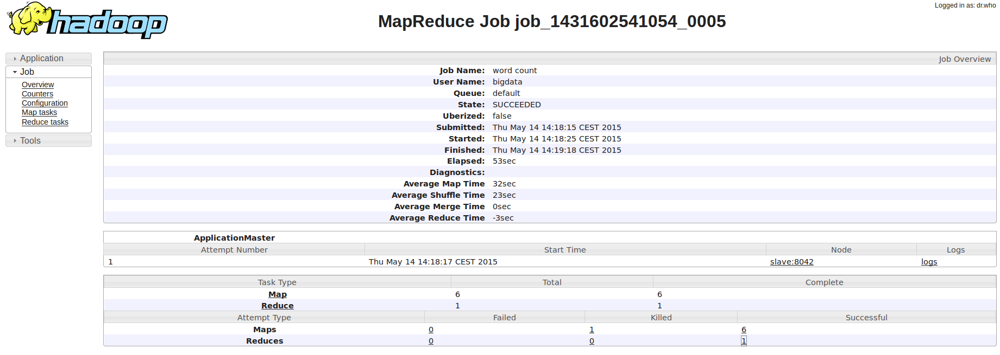 Logged in as: dr.who
hadoop
MapReduce Job job_1431602541054_0005
Application
Job
Overview
Counters
Configuration
Map tasks
Reduce tasks
Tools
Job Overview
Job Name: word count
User Name: bigdata
Queue: default
State: SUCCEEDED
Uberized: false
Submitted: Thu May 14 14:18:15 CEST 2015
Started: Thu May 14 14:18:25 CEST 2015
Finished: Thu May 14 14:19:18 CEST 2015
Elapsed: 53sec
Diagnostics:
Average Map Time 32sec
Average Shuffle Time 23sec
Average Merge Time 0sec
Average Reduce Time -3sec
ApplicationMaster
Attempt Number Start Time Node Logs
1 Thu May 14 14:18:17 CEST 2015 slave:8042 logs
Task Type Total Complete
Map 6 6
Reduce 1 1
Attempt Type Failed Killed Successful
Maps 0 1 6
Reduces 0 0 1